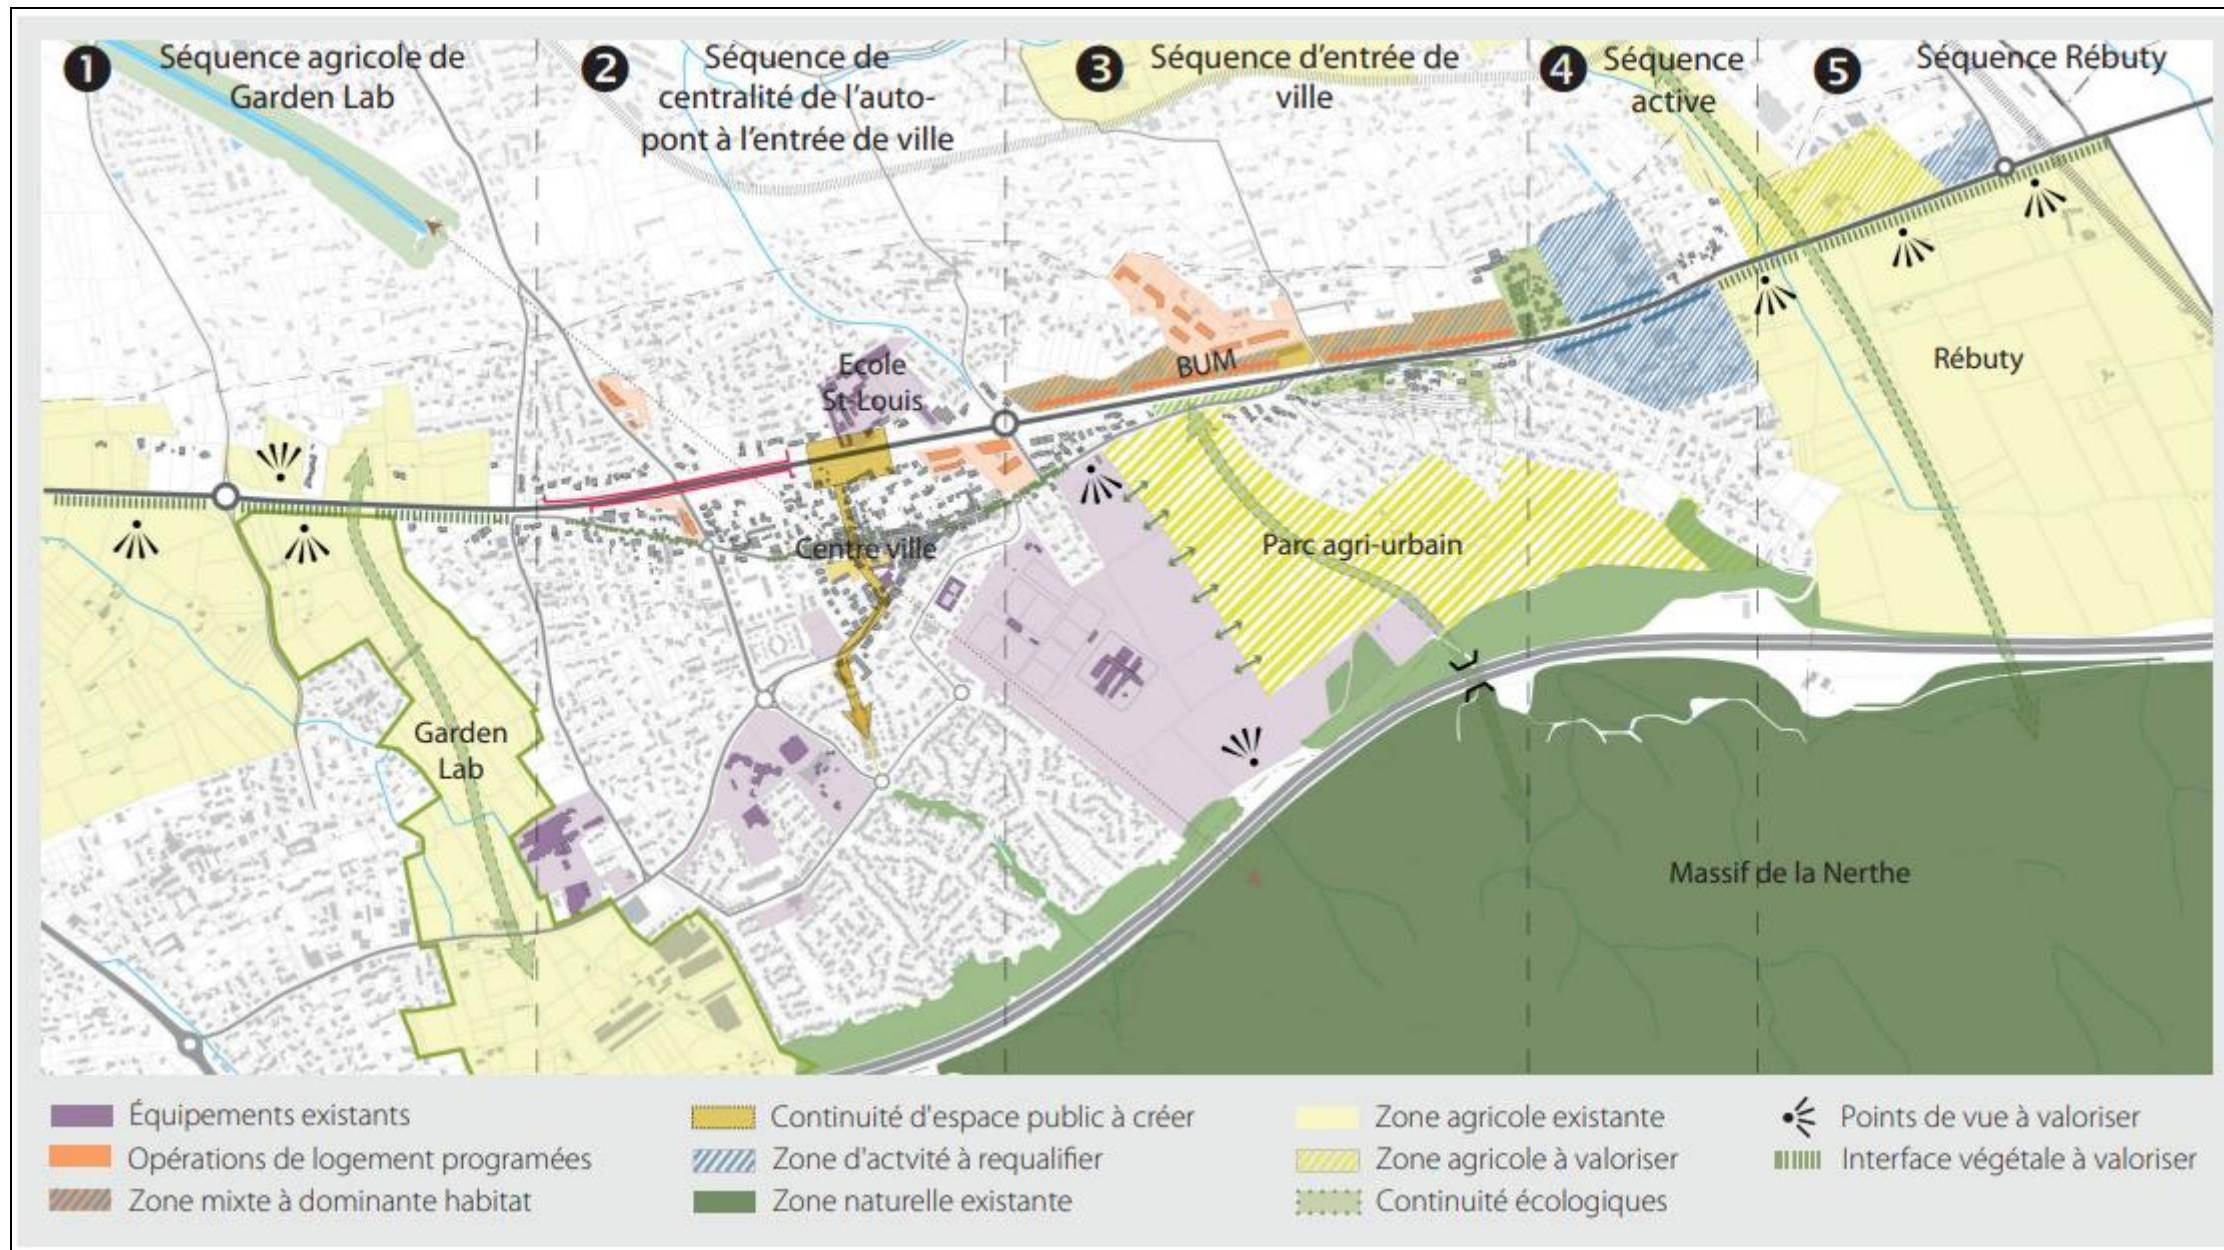 1
Séquence agricole de
Garden Lab
2
Séquence de
centralité de l'auto-
pont à l'entrée de ville
3
Séquence d'entrée de
ville
4
Séquence
active
5
Séquence Rébuty
Ecole
St-Louis
BUM
Rébuty
Centre ville
Parc agri-urbain
Garden
Lab
Massif de la Nerthe
Équipements existants
Opérations de logement programées
Zone mixte à dominante habitat
Continuité d'espace public à créer
Zone d'actvité à requalifier
Zone naturelle existante
Zone agricole existante
Zone agricole à valoriser
Continuité écologiques
Points de vue à valoriser
Interface végétale à valoriser